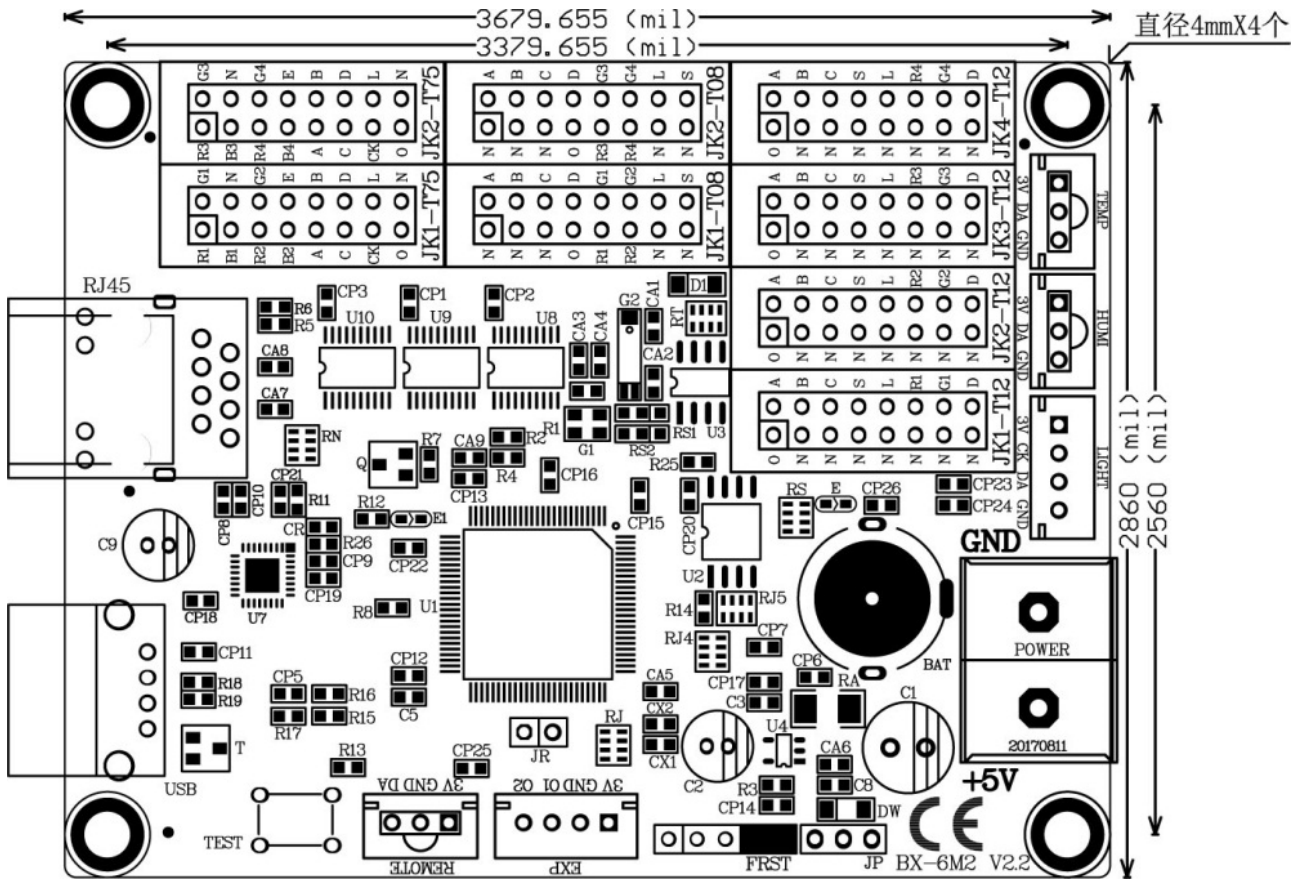 3679.655 (mil)
3379.655 (mil)
直径4mmX4个
G3 N G4 E B D L N
JK2-T75
R3 B3 R4 B4 A C CK O
A B C D G3 G4 L S
JK2-T08
N N N O R3 R4 N N
A B C S L R4 G4 D
JK4-T12
O N N N N N N N
G1 N G2 E B D L N
JK1-T75
R1 B1 R2 B2 A C CK O
A B C D G1 G2 L S
JK1-T08
N N N O R1 R2 N N
A B C S L R3 G3 D
JK3-T12
O N N N N N N N
3V DA GND
TEMP
A B C S L R2 G2 D
JK2-T12
O N N N N N N N
3V DA GND
HUMI
A B C S L R1 G1 D
JK1-T12
O N N N N N N N
3V CK DA GND
LIGHT
2860 (mil)
2560 (mil)
RJ45
R6
R5
CP3
CP1
CP2
U10
U9
U8
CA3
CA4
G2
CA1
D1
RT
CA2
CA8
CA7
RN
R1
G1
RS1
RS2
U3
Q
R7
CA9
R2
R4
CP13
CP16
R25
CP21
R11
CP8
CP10
R12
E1
CP15
CP20
RS
E
CP26
CP23
CP24
C9
CR
R26
CP9
CP19
CP22
U7
CP18
R8
U1
U2
R14
RJ5
RJ4
CP7
GND
POWER
BAT
CP11
R18
R19
CP5
R17
R16
R15
CP12
C5
CA5
CX2
CX1
CP17
C3
CP6
RA
C1
U4
T
USB
R13
CP25
JR
RJ
C2
R3
CP14
CA6
C8
DW
20170811
+5V
TEST
3V GND DA
REMOTE
3V GND O1 O2
EXP
FRST
JP
CE
BX-6M2 V2.2